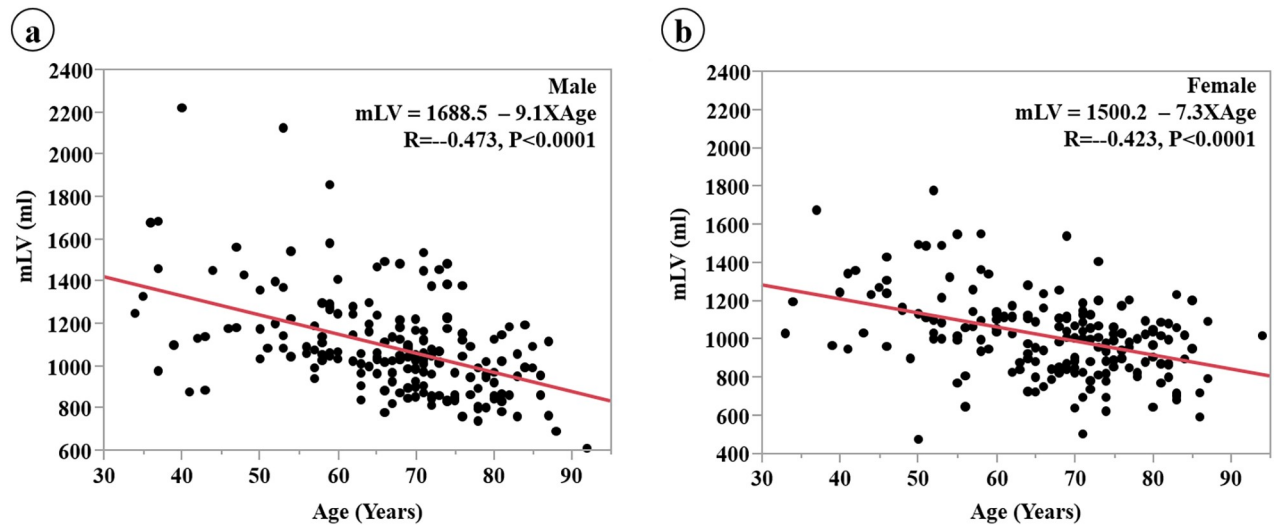 a
Male
mLV = 1688.5 – 9.1XAge
R=--0.473, P<0.0001
2400
2200
2000
1800
1600
1400
1200
1000
800
600
mLV (ml)
30 40 50 60 70 80 90
Age (Years)
b
Female
mLV = 1500.2 – 7.3XAge
R=--0.423, P<0.0001
2400
2200
2000
1800
1600
1400
1200
1000
800
600
400
mLV (ml)
30 40 50 60 70 80 90
Age (Years)